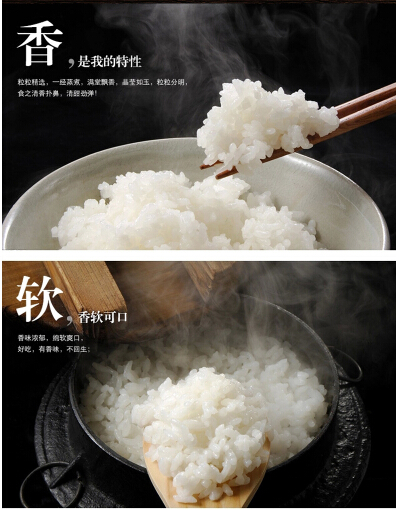 香，是我的特性
粒粒精选，一经蒸煮，满室飘香，晶莹如玉，粒粒分明，
食之清香扑鼻，清甜劲弹！
软，香软可口
香味浓郁，绵软爽口，
好吃，有香味，不回生；